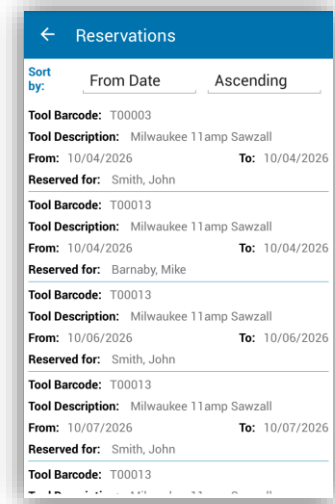 Reservations
Sort by: From Date Ascending
Tool Barcode: T00003
Tool Description: Milwaukee 11amp Sawzall
From: 10/04/2026 To: 10/04/2026
Reserved for: Smith, John
Tool Barcode: T00013
Tool Description: Milwaukee 11amp Sawzall
From: 10/04/2026 To: 10/04/2026
Reserved for: Barnaby, Mike
Tool Barcode: T00013
Tool Description: Milwaukee 11amp Sawzall
From: 10/06/2026 To: 10/06/2026
Reserved for: Smith, John
Tool Barcode: T00013
Tool Description: Milwaukee 11amp Sawzall
From: 10/07/2026 To: 10/07/2026
Reserved for: Smith, John
Tool Barcode: T00013